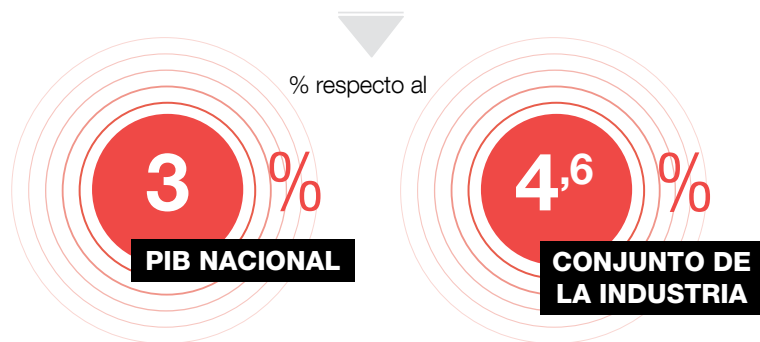 % respecto al
3 %
PIB NACIONAL
4,6 %
CONJUNTO DE
LA INDUSTRIA